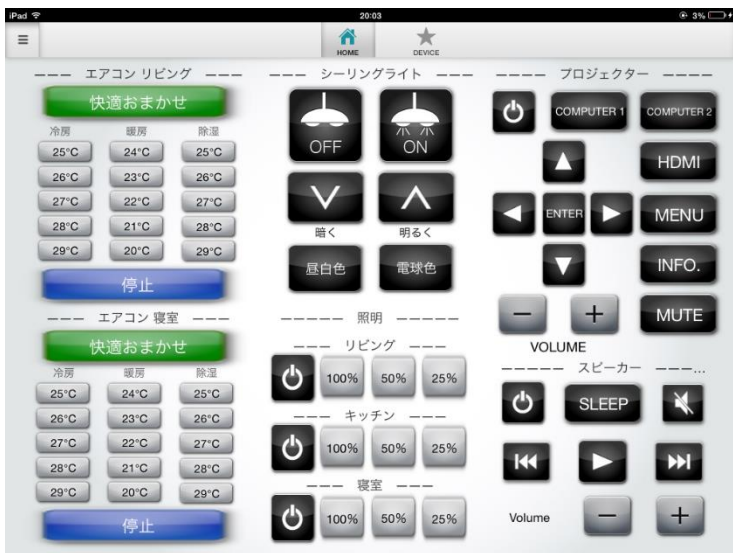 iPad 20:03 3%
HOME DEVICE
--- エアコン リビング ---
快適おまかせ
冷房 暖房 除湿
25°C 24°C 25°C
26°C 23°C 26°C
27°C 22°C 27°C
28°C 21°C 28°C
29°C 20°C 29°C
停止
--- エアコン 寝室 ---
快適おまかせ
冷房 暖房 除湿
25°C 24°C 25°C
26°C 23°C 26°C
27°C 22°C 27°C
28°C 21°C 28°C
29°C 20°C 29°C
停止
--- シーリングライト ---
OFF ON
暗く 明るく
昼白色 電球色
----- 照明 -----
--- リビング ---
100% 50% 25%
--- キッチン ---
100% 50% 25%
--- 寝室 ---
100% 50% 25%
---- プロジェクター ----
COMPUTER 1 COMPUTER 2
HDMI
ENTER MENU
INFO.
MUTE
VOLUME
----- スピーカー ---...
SLEEP
Volume